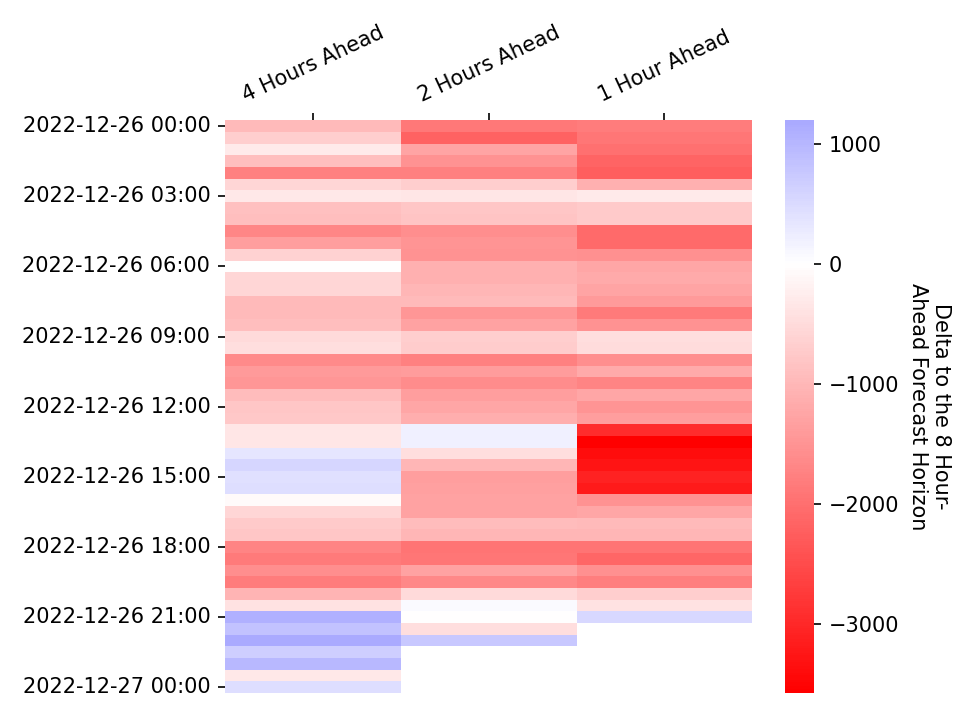 4 Hours Ahead
2 Hours Ahead
1 Hour Ahead
2022-12-26 00:00
2022-12-26 03:00
2022-12-26 06:00
2022-12-26 09:00
2022-12-26 12:00
2022-12-26 15:00
2022-12-26 18:00
2022-12-26 21:00
2022-12-27 00:00
1000
0
−1000
−2000
−3000
Delta to the 8 Hour-
Ahead Forecast Horizon